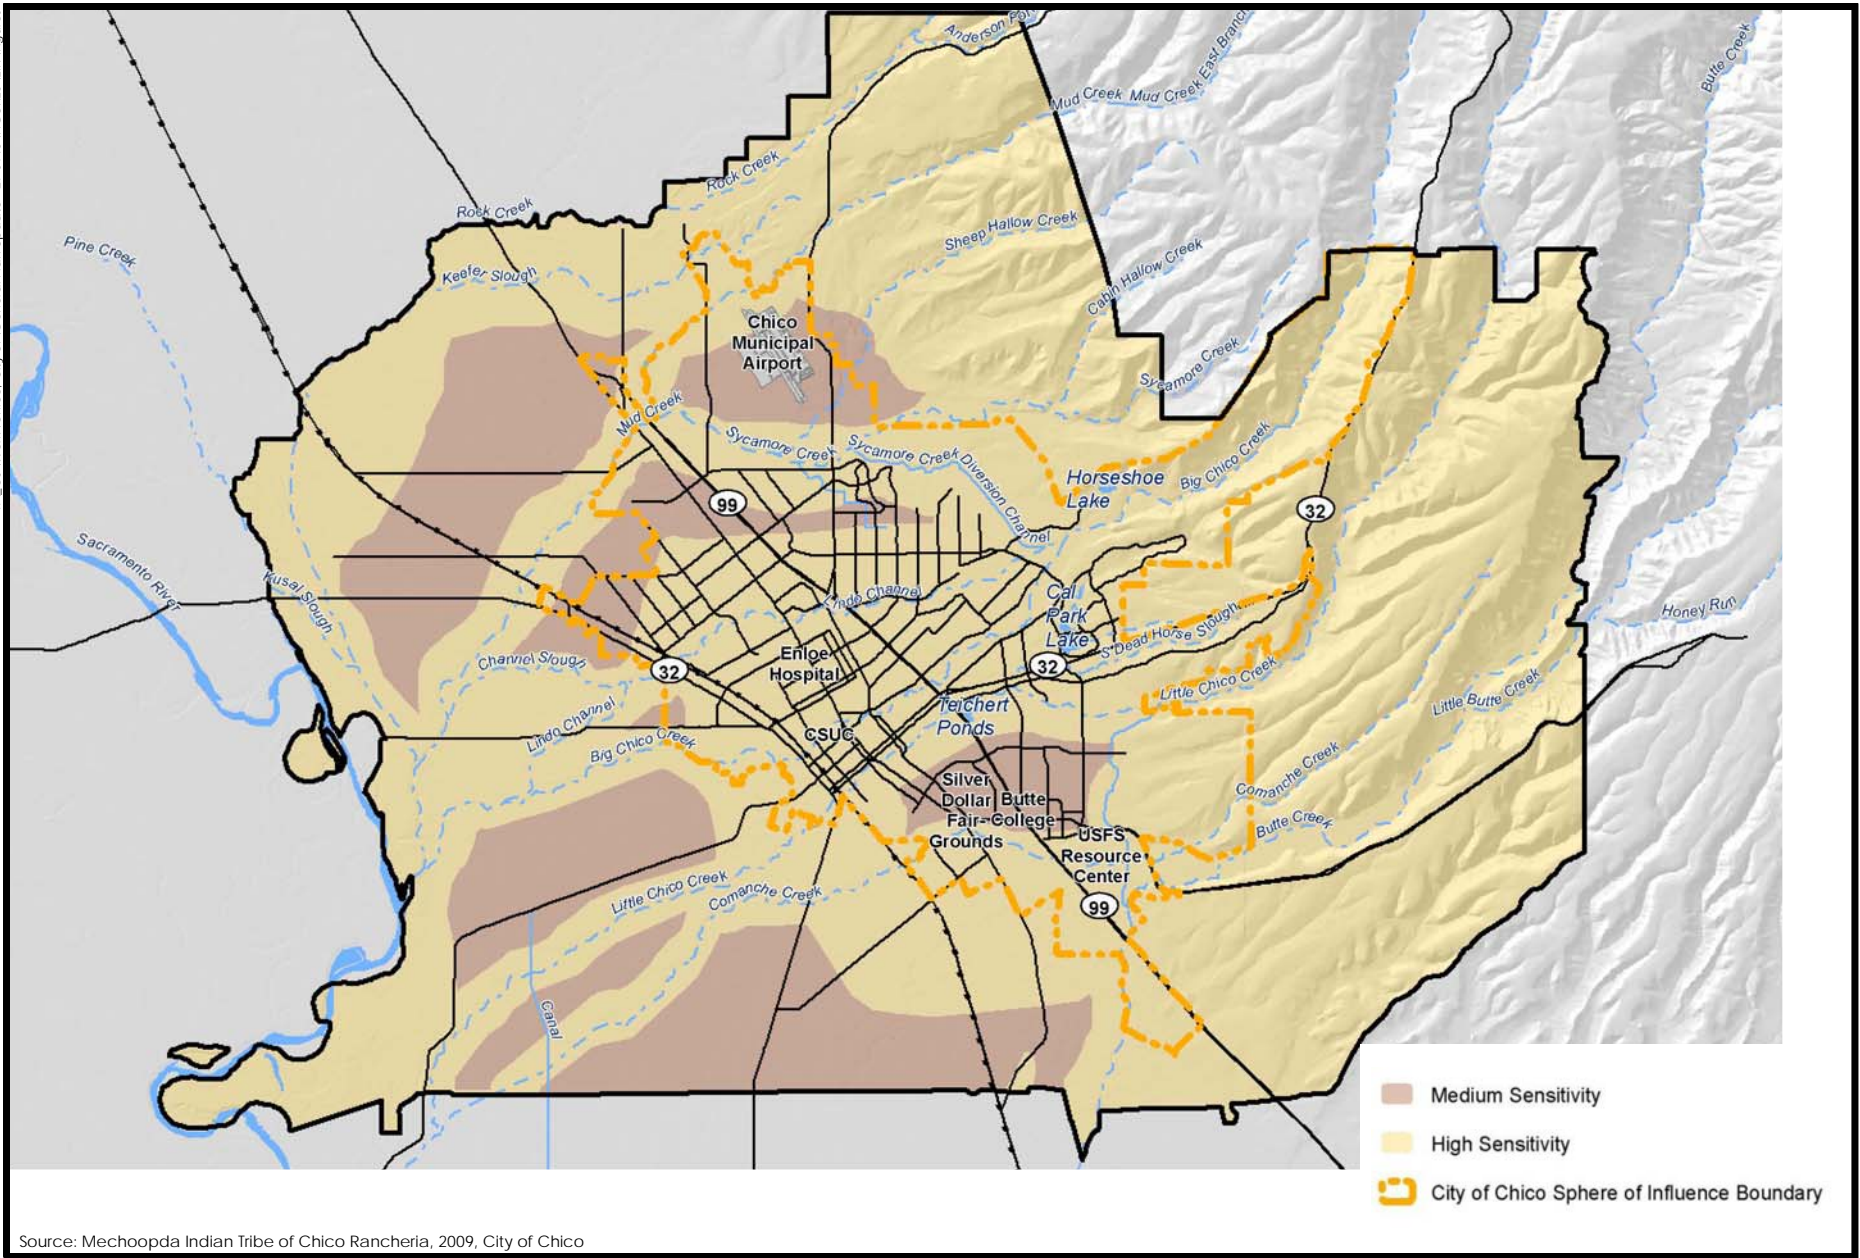 Anderson Fork
Mud Creek
Mud Creek East Branch
Butte Creek
Rock Creek
Rock Creek
Pine Creek
Keefer Slough
Sheep Hallow Creek
Cabin Hallow Creek
Chico
Municipal
Airport
Sycamore Creek
Mud Creek
Sycamore Creek
Sycamore Creek Diversion Channel
Big Chico Creek
Horseshoe
Lake
99
32
Sacramento River
Kusal Slough
Lindo Channel
Cal
Park
Lake
Honey Run
S Dead Horse Slough
Enloe
Hospital
Channel Slough
32
32
Little Chico Creek
Little Butte Creek
Teichert
Ponds
Lindo Channel
Big Chico Creek
CSUC
Comanche Creek
Silver
Dollar
Fair
Grounds
Butte
College
Butte Creek
USFS
Resource
Center
Little Chico Creek
Comanche Creek
99
Canal
Medium Sensitivity
High Sensitivity
City of Chico Sphere of Influence Boundary
Source: Mechoopda Indian Tribe of Chico Rancheria, 2009, City of Chico